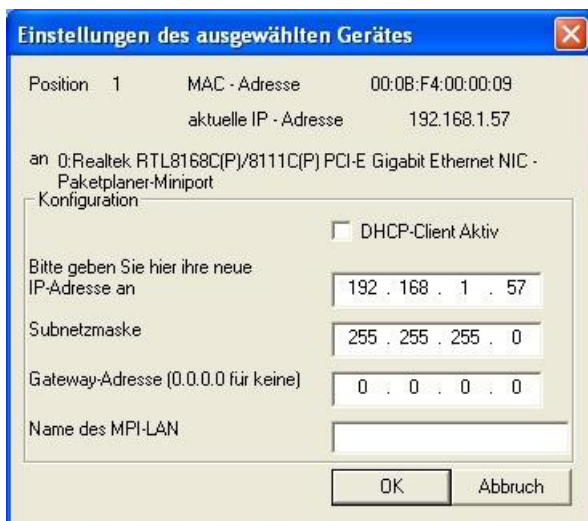 Einstellungen des ausgewählten Gerätes
Position 1 MAC - Adresse 00:0B:F4:00:00:09
aktuelle IP - Adresse 192.168.1.57
an 0:Realtek RTL8168C(P)/8111C(P) PCI-E Gigabit Ethernet NIC -
Paketplaner-Miniport
Konfiguration
DHCP-Client Aktiv
Bitte geben Sie hier ihre neue
IP-Adresse an 192 . 168 . 1 . 57
Subnetzmaske 255 . 255 . 255 . 0
Gateway-Adresse (0.0.0.0 für keine) 0 . 0 . 0 . 0
Name des MPI-LAN
OK Abbruch